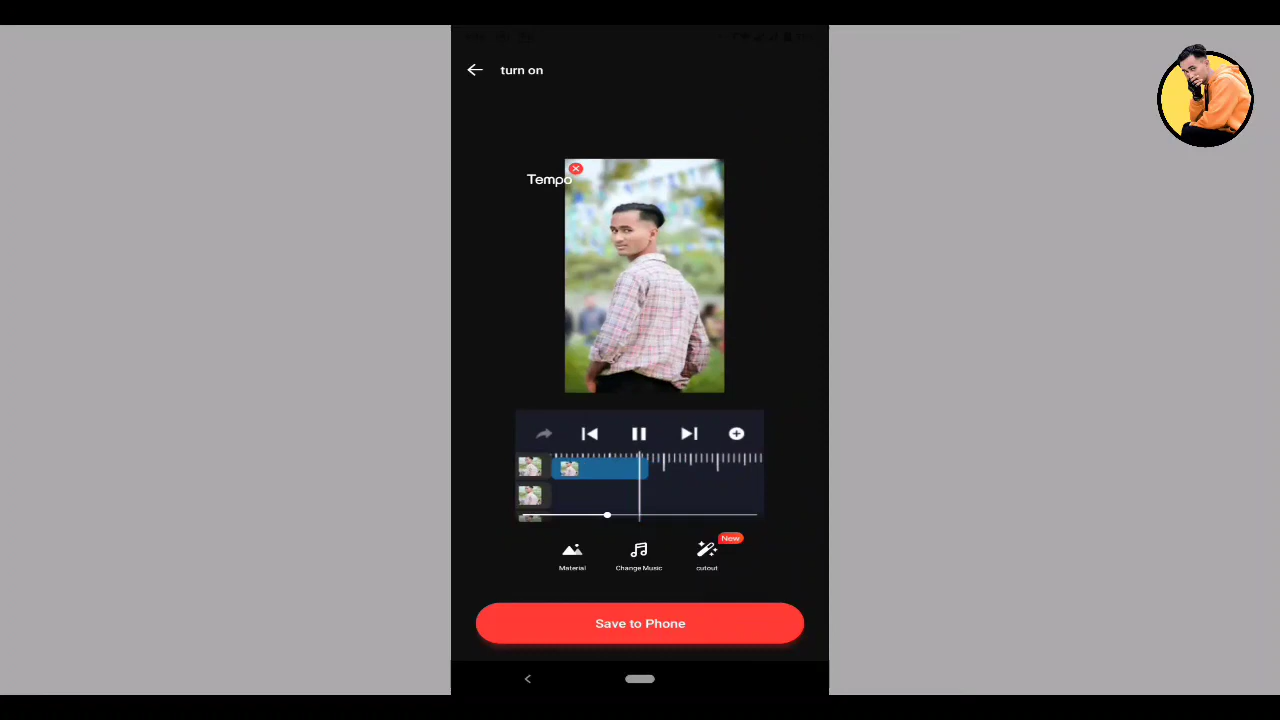 turn on
Tempo
New
Material
Change Music
cutout
Save to Phone